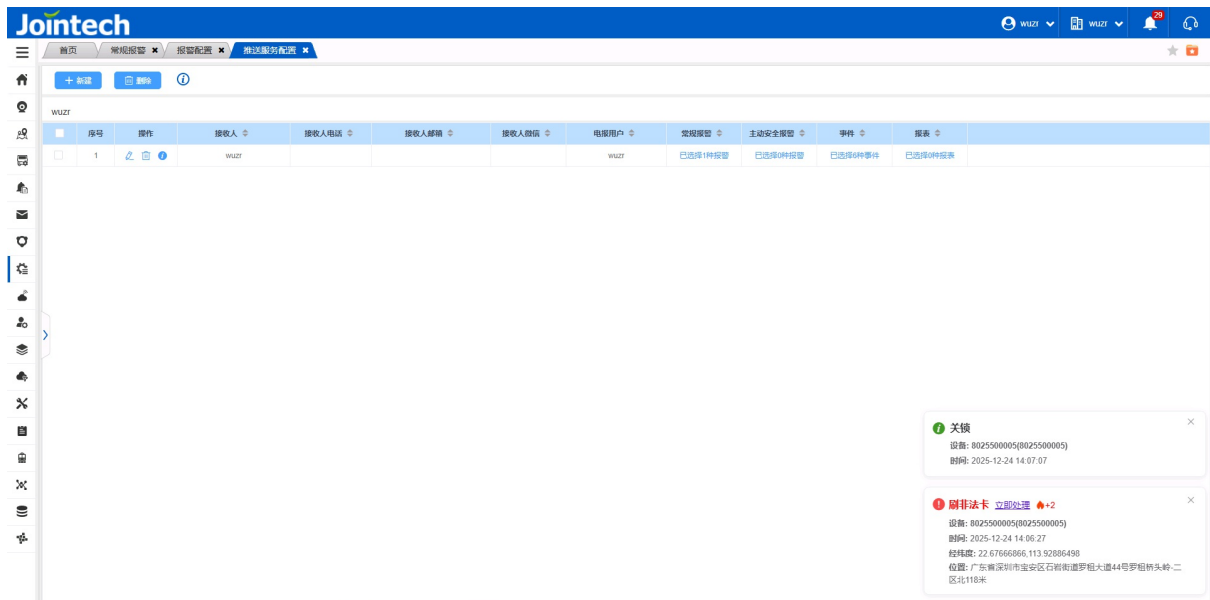 Jointech
wuzr
wuzr
29
首页
常规报警
报警配置
推送服务配置
新建
删除
wuzr
序号 操作 接收人 接收人电话 接收人邮箱 接收人微信 电报用户 常规报警 主动安全报警 事件 报表
1 wuzr wuzr 已选择1种报警 已选择0种报警 已选择6种事件 已选择0种报表
关锁
设备: 8025500005(8025500005)
时间: 2025-12-24 14:07:07
刷非法卡 立即处理 +2
设备: 8025500005(8025500005)
时间: 2025-12-24 14:06:27
经纬度: 22.67666866,113.92886498
位置: 广东省深圳市宝安区石岩街道罗租大道44号罗租桥头岭-二
区北118米